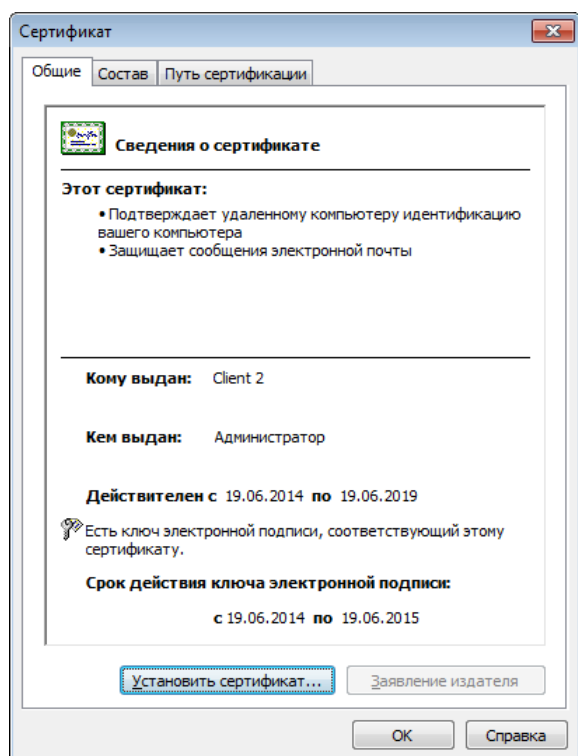 Сертификат
Общие Состав Путь сертификации
Сведения о сертификате
Этот сертификат:
• Подтверждает удаленному компьютеру идентификацию
вашего компьютера
• Защищает сообщения электронной почты
Кому выдан: Client 2
Кем выдан: Администратор
Действителен с 19.06.2014 по 19.06.2019
Есть ключ электронной подписи, соответствующий этому
сертификату.
Срок действия ключа электронной подписи:
с 19.06.2014 по 19.06.2015
Установить сертификат... Заявление издателя
ОК Справка